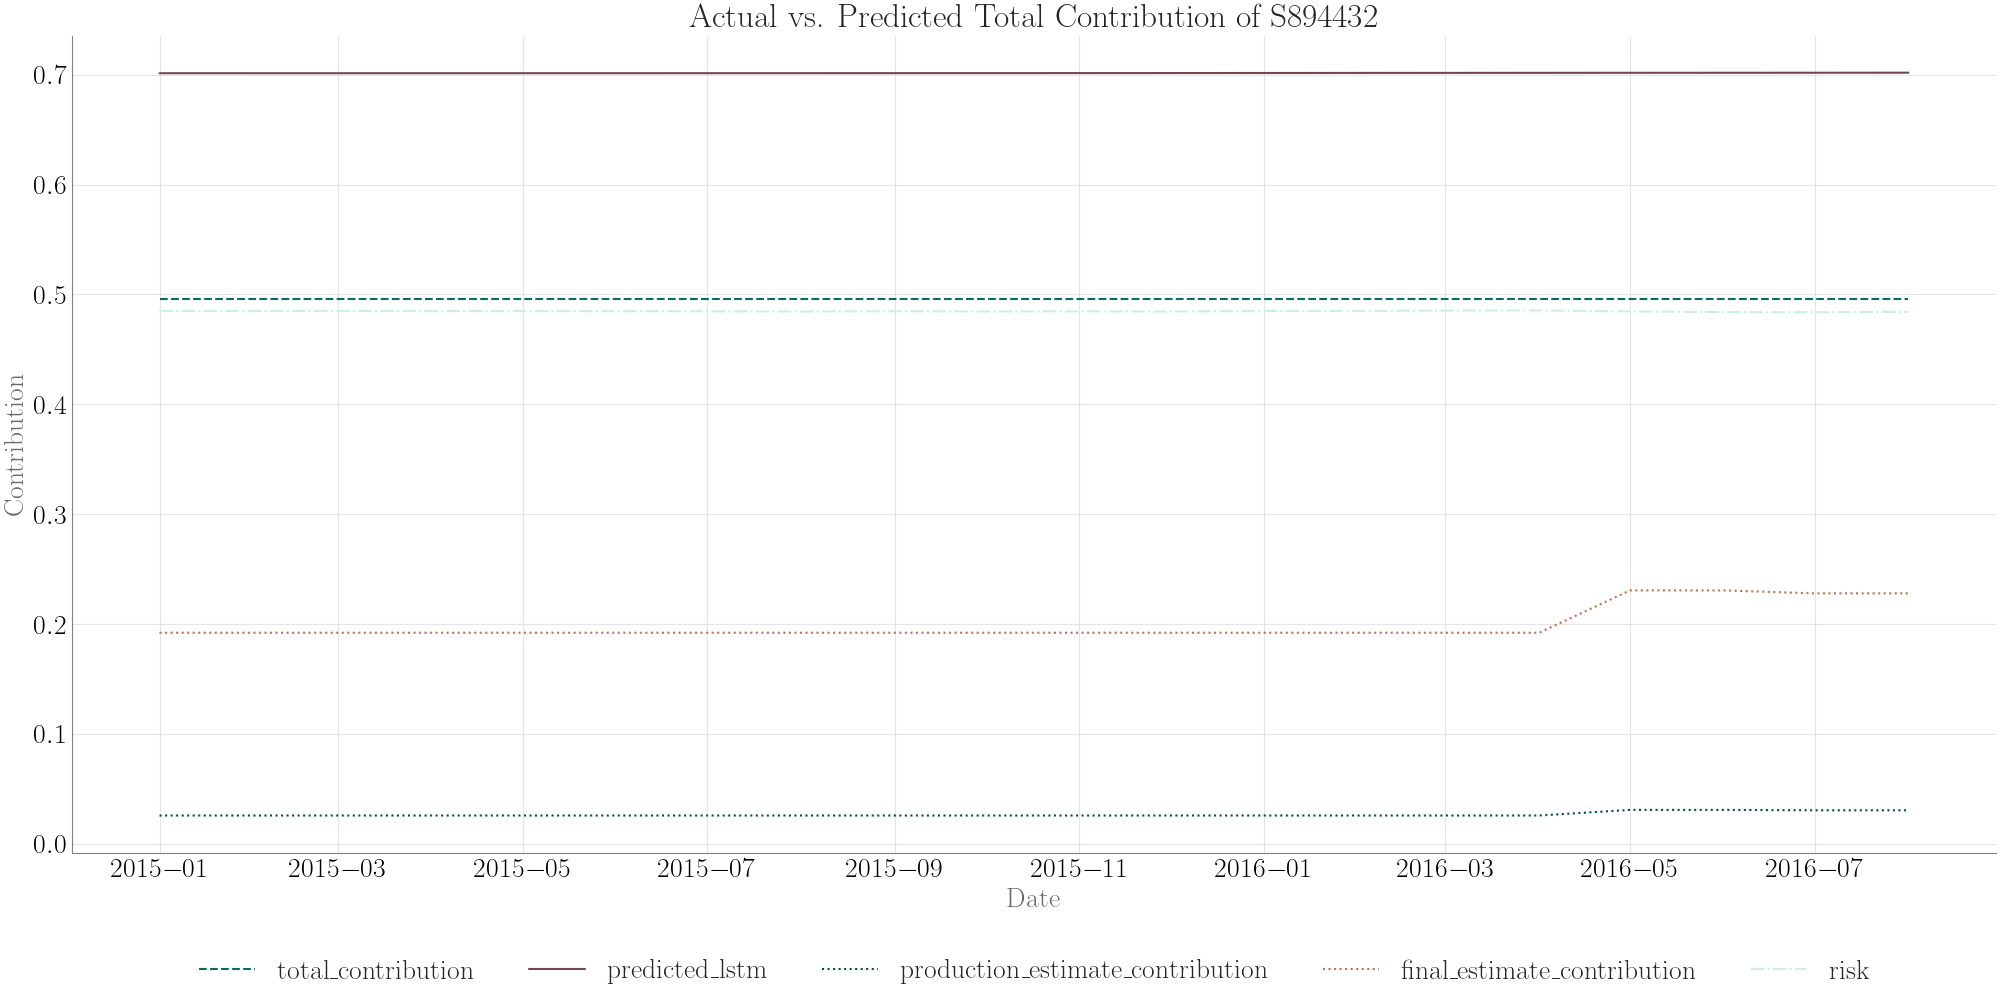 Actual vs. Predicted Total Contribution of S894432
Contribution
0.7
0.6
0.5
0.4
0.3
0.2
0.1
0.0
2015−01 2015−03 2015−05 2015−07 2015−09 2015−11 2016−01 2016−03 2016−05 2016−07
Date
total_contribution predicted_lstm production_estimate_contribution final_estimate_contribution risk